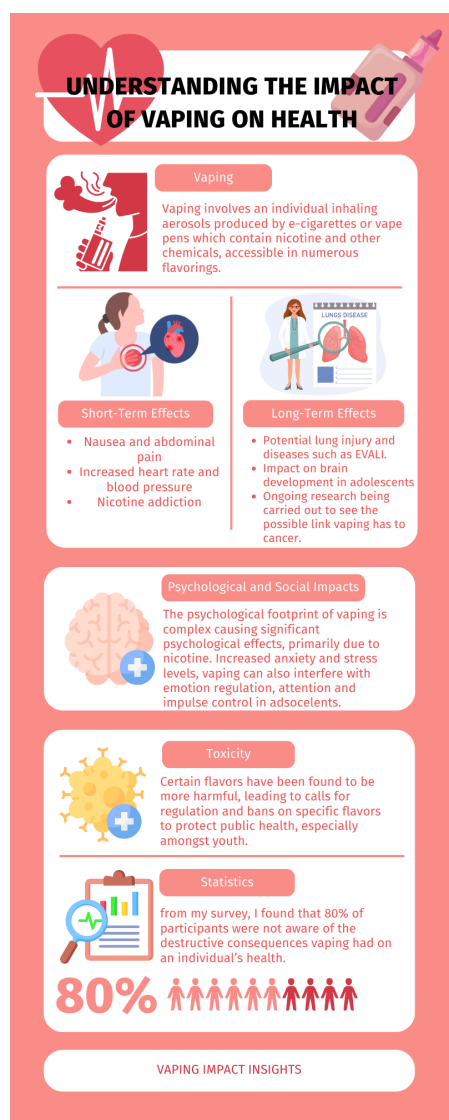 UNDERSTANDING THE IMPACT
OF VAPING ON HEALTH
Vaping
Vaping involves an individual inhaling
aerosols produced by e-cigarettes or vape
pens which contain nicotine and other
chemicals, accessible in numerous
flavorings.
LUNGS DISEASE
Short-Term Effects
• Nausea and abdominal
pain
• Increased heart rate and
blood pressure
• Nicotine addiction
Long-Term Effects
• Potential lung injury and
diseases such as EVALI.
• Impact on brain
development in adolescents
• Ongoing research being
carried out to see the
possible link vaping has to
cancer.
Psychological and Social Impacts
The psychological footprint of vaping is
complex causing significant
psychological effects, primarily due to
nicotine. Increased anxiety and stress
levels, vaping can also interfere with
emotion regulation, attention and
impulse control in adsocelents.
Toxicity
Certain flavors have been found to be
more harmful, leading to calls for
regulation and bans on specific flavors
to protect public health, especially
amongst youth.
Statistics
from my survey, I found that 80% of
participants were not aware of the
destructive consequences vaping had on
an individual's health.
80%
VAPING IMPACT INSIGHTS